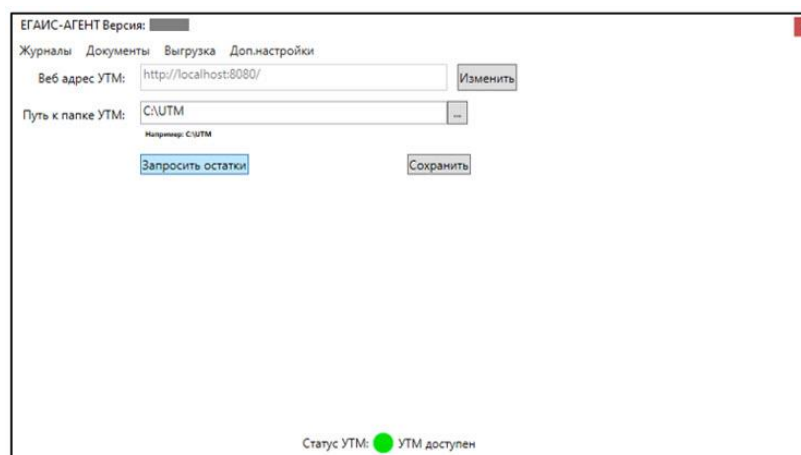 ЕГАИС-АГЕНТ Версия:
Журналы Документы Выгрузка Доп.настройки
Веб адрес УТМ: http://localhost:8080/ Изменить
Путь к папке УТМ: C:\UTM ...
Например: C:\UTM
Запросить остатки Сохранить
Статус УТМ: УТМ доступен